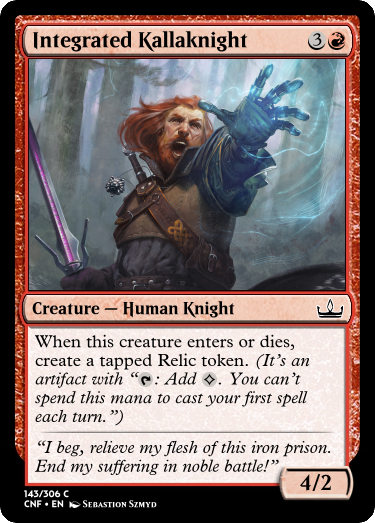 Integrated Kallaknight 3
Creature — Human Knight
When this creature enters or dies,
create a tapped Relic token. (It's an
artifact with “: Add . You can't
spend this mana to cast your first spell
each turn.”)
“I beg, relieve my flesh of this iron prison.
End my suffering in noble battle!”
4/2
143/306 C
CNF • EN Sebastien Szmyd